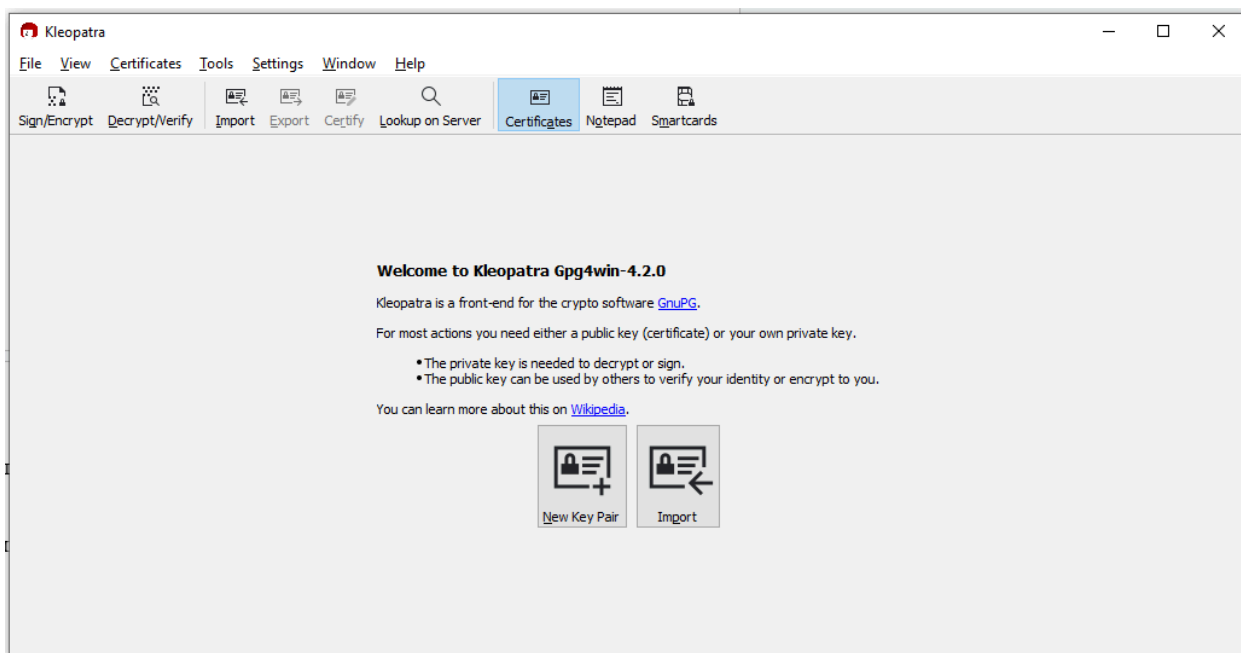 Kleopatra
File View Certificates Tools Settings Window Help
Sign/Encrypt Decrypt/Verify Import Export Certify Lookup on Server Certificates Notepad Smartcards
Welcome to Kleopatra Gpg4win-4.2.0
Kleopatra is a front-end for the crypto software GnuPG.
For most actions you need either a public key (certificate) or your own private key.
• The private key is needed to decrypt or sign.
• The public key can be used by others to verify your identity or encrypt to you.
You can learn more about this on Wikipedia.
New Key Pair Import